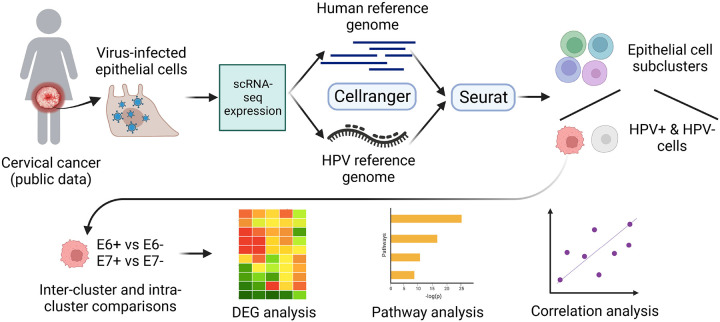 Human reference
genome
Virus-infected
epithelial cells
scRNA-
seq
expression
Cellranger
Seurat
Epithelial cell
subclusters
HPV reference
genome
HPV+ & HPV-
cells
Cervical cancer
(public data)
E6+ vs E6-
E7+ vs E7-
Inter-cluster and intra-
cluster comparisons
DEG analysis
Pathways
0 5 10 15 20 25
-log(p)
Pathway analysis
Correlation analysis